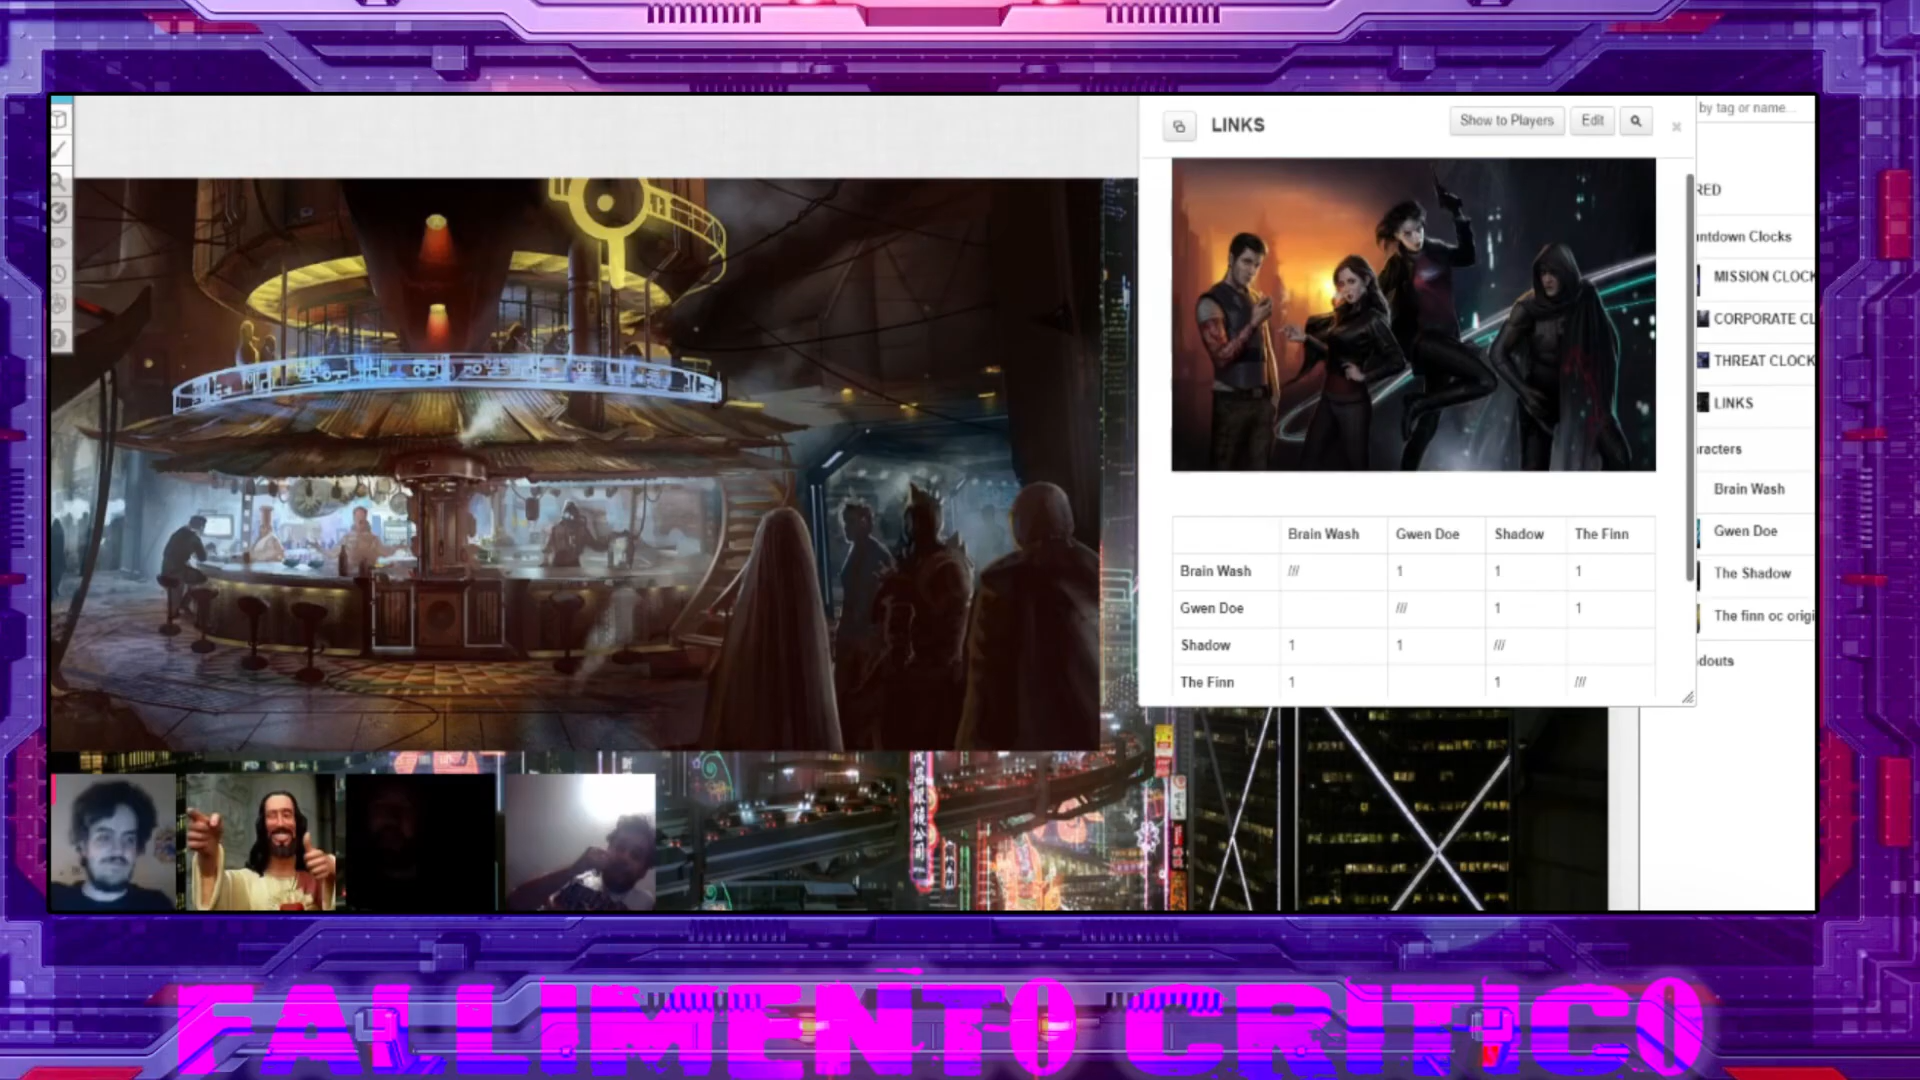 LINKS
Show to Players
Edit
by tag or name...
RED
ntdown Clocks
MISSION CLOCK
CORPORATE CL
THREAT CLOCK
LINKS
racters
Brain Wash
Gwen Doe
The Shadow
The finn oc origi
douts
Brain Wash Gwen Doe Shadow The Finn
Brain Wash /// 1 1 1
Gwen Doe /// 1 1
Shadow 1 1 ///
The Finn 1 1 ///
FALLIMENTO CRITICO